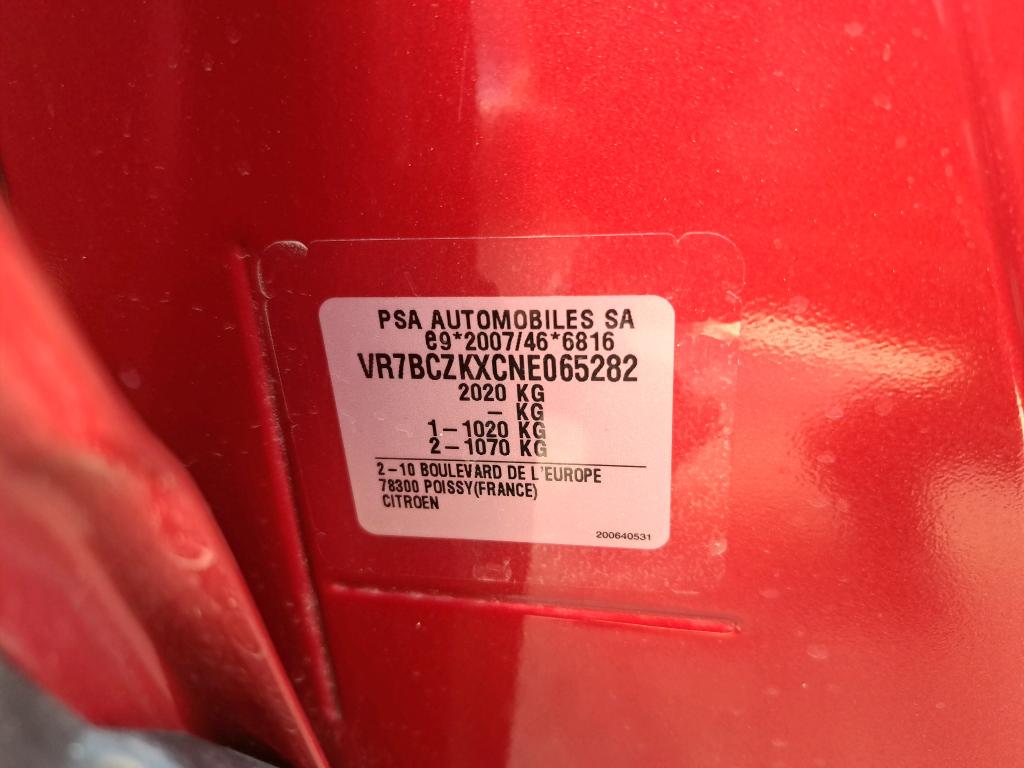 PSA AUTOMOBILES SA
e9*2007/46*6816
VR7BCZKXCNE065282
2020 KG
- KG
1-1020 KG
2-1070 KG
2-10 BOULEVARD DE L'EUROPE
78300 POISSY(FRANCE)
CITROEN
200640531